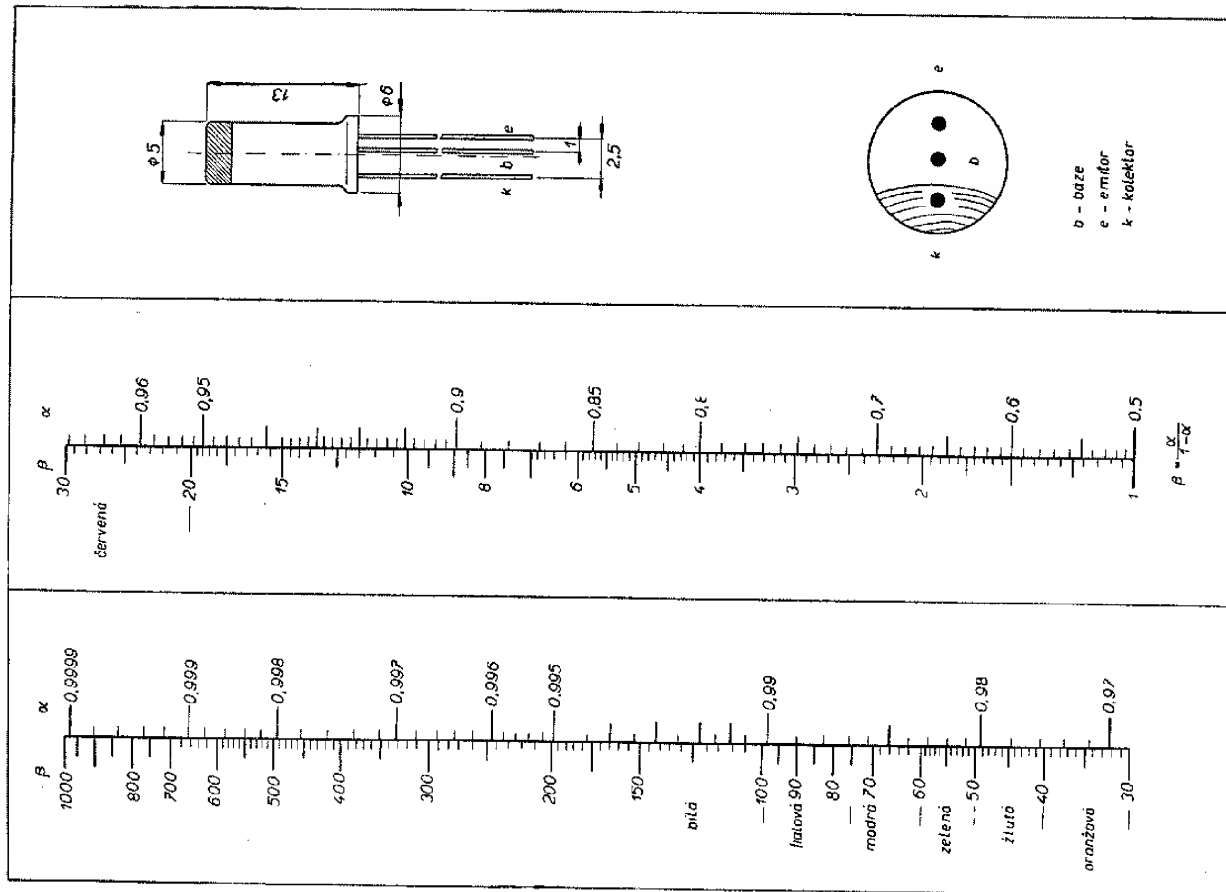 13
φ5
φ6
1
2,5
e
b
k
e
b
k
b - báze
e - emitor
k - kolektor
α
0,96
0,95
0,9
0,85
0,7
0,6
0,5
β
30
20
15
10
8
6
5
4
3
2
1
červená
β = α / 1-α
α
0,9999
0,999
0,998
0,997
0,996
0,995
0,99
0,98
0,97
β
1000
800
700
600
500
400
300
200
150
100
90
80
70
60
50
40
30
bílá
fialová
modrá
zelená
žlutá
oranžová